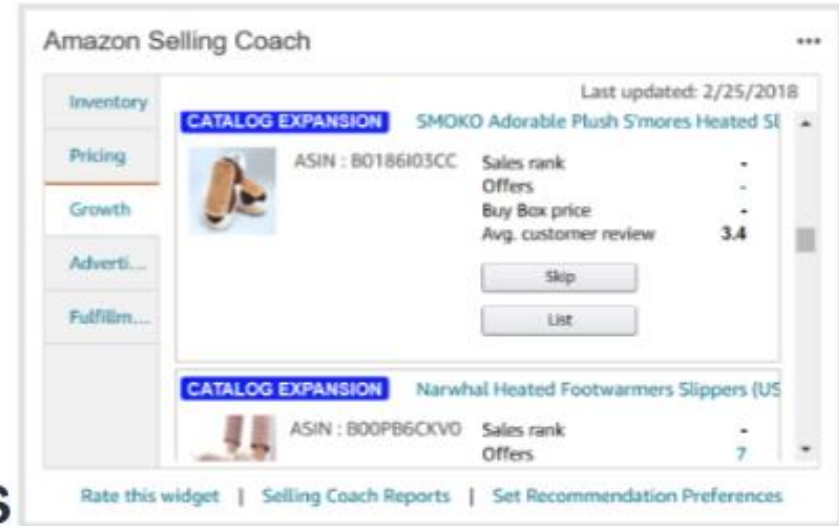 Amazon Selling Coach
Last updated: 2/25/2018
Inventory
Pricing
Growth
Adverti...
Fulfillm...
CATALOG EXPANSION SMOKO Adorable Plush S'mores Heated Sl
ASIN : B0186I03CC
Sales rank -
Offers -
Buy Box price -
Avg. customer review 3.4
Skip
List
CATALOG EXPANSION Narwhal Heated Footwarmers Slippers (US
ASIN : B00PB6CKV0
Sales rank -
Offers 7
Rate this widget | Selling Coach Reports | Set Recommendation Preferences
s